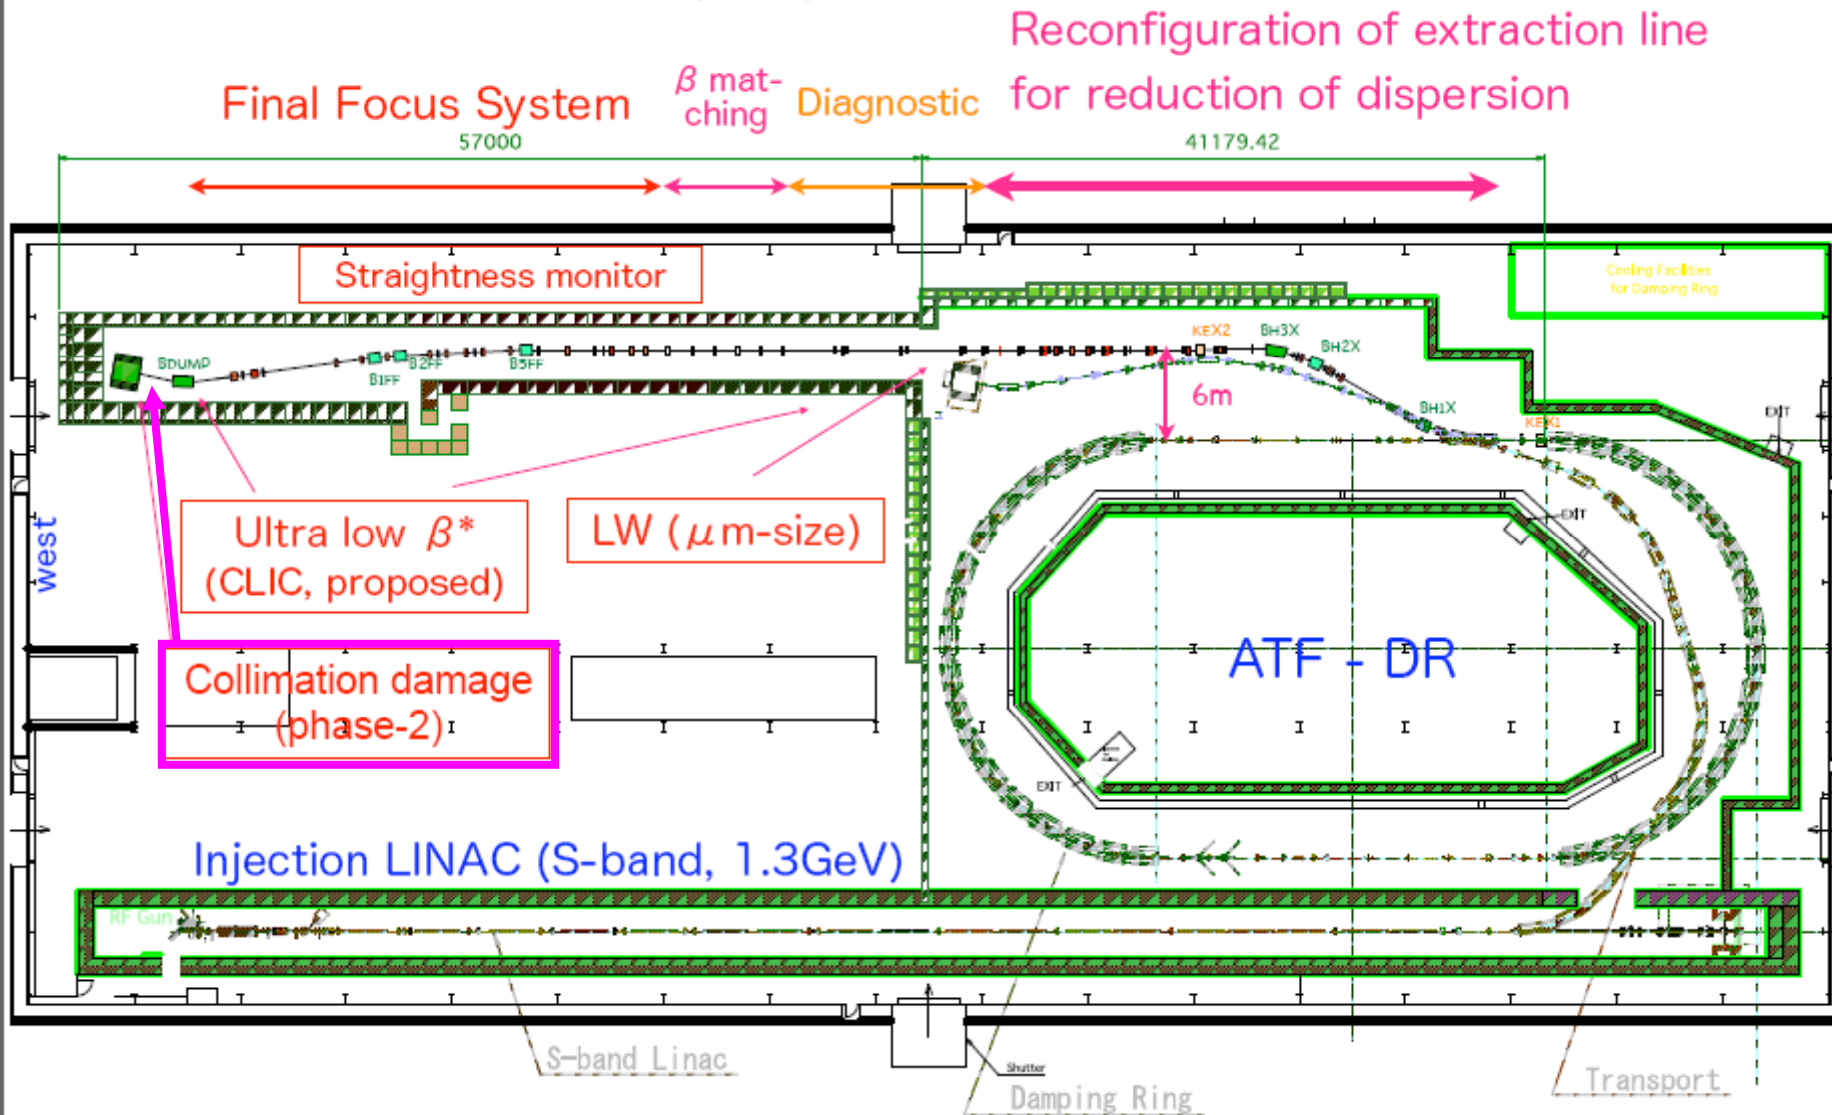 Reconfiguration of extraction line
for reduction of dispersion
Final Focus System
β mat-
ching
Diagnostic
57000
41179.42
Straightness monitor
Cooling Facilities
for Damping Ring
BDUMP
B1FF
B2FF
B5FF
KEX2
BH3X
BH2X
BH1X
KEX1
6m
EXIT
EXIT
west
Ultra low β*
(CLIC, proposed)
LW (μm-size)
Collimation damage
(phase-2)
ATF - DR
EXIT
Injection LINAC (S-band, 1.3GeV)
RF Gun
S-band Linac
Shutter
Damping Ring
Transport